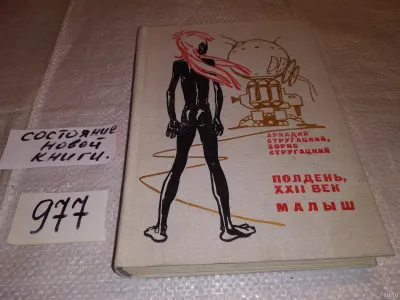 СОСТОЯНИЕ
НОВОЙ
КНИГИ.
977
АРКАДИЙ
СТРУГАЦКИЙ,
БОРИС
СТРУГАЦКИЙ
ПОЛДЕНЬ,
XXII ВЕК
МАЛЫШ